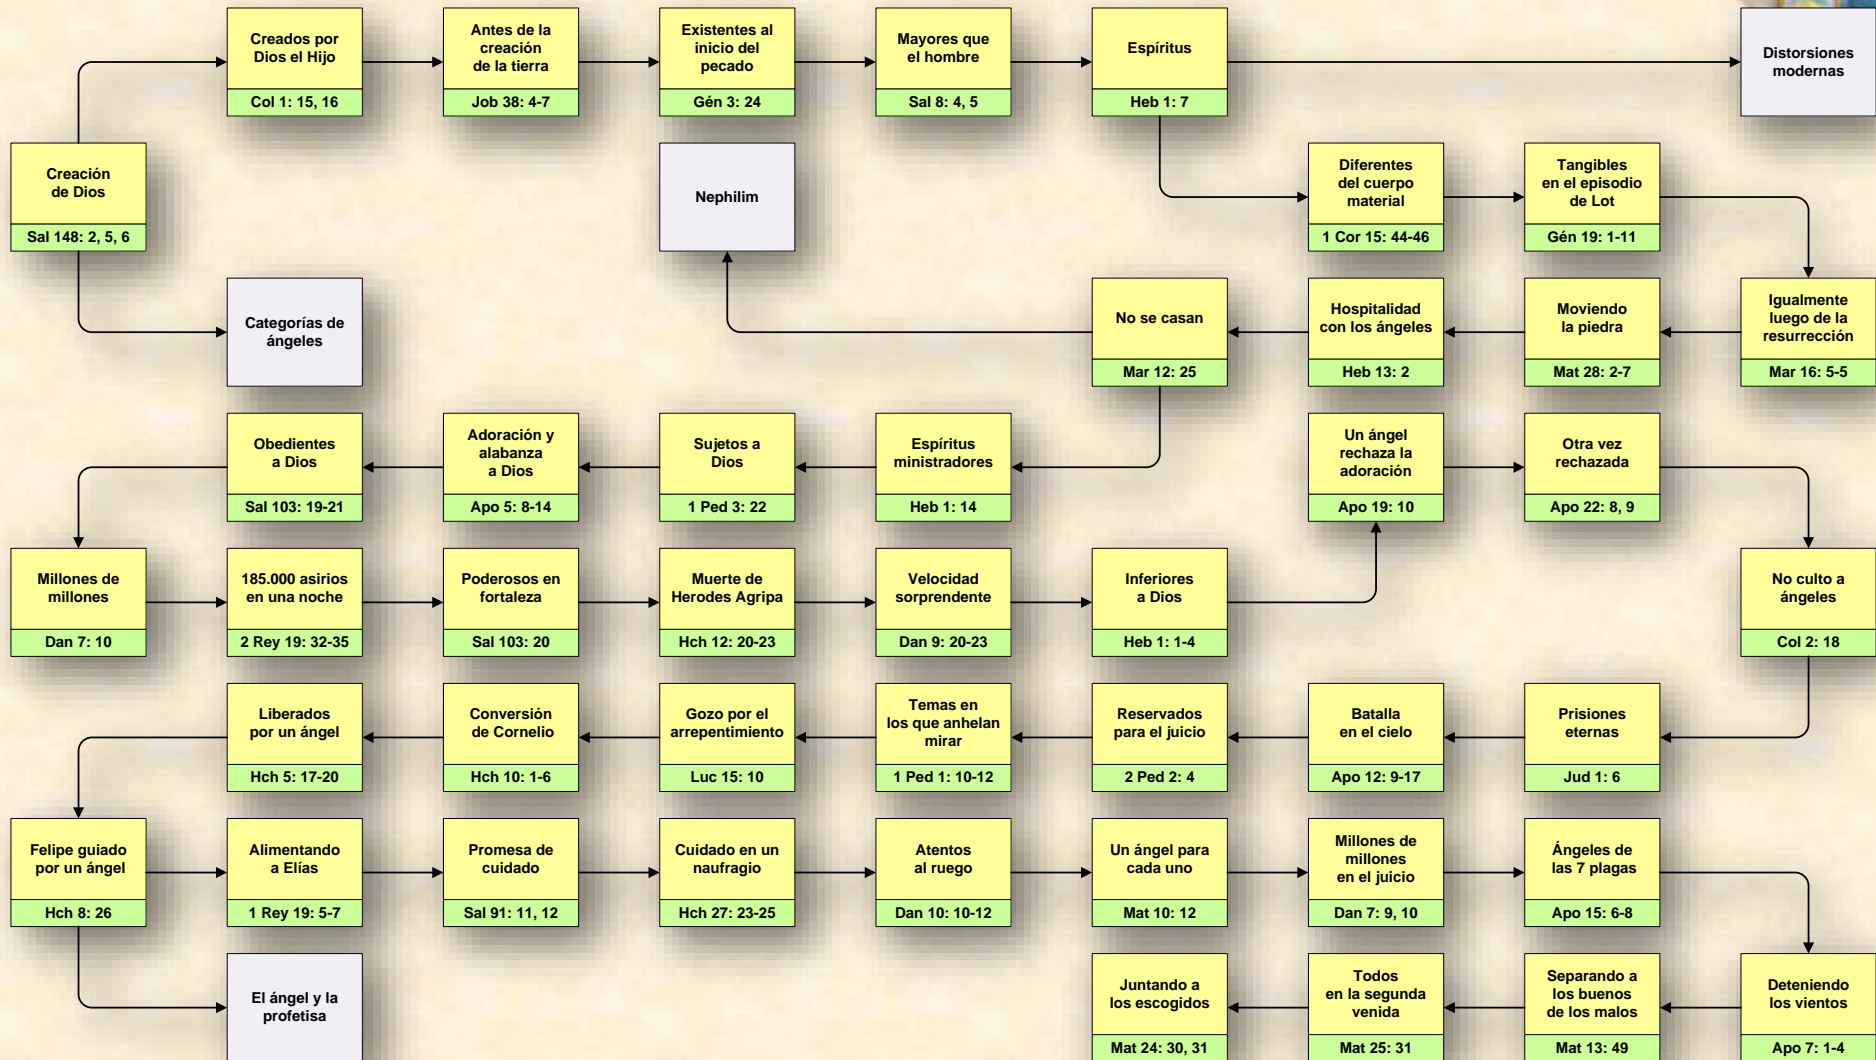 Creados por
Dios el Hijo
Col 1: 15, 16
Antes de la
creación
de la tierra
Job 38: 4-7
Existentes al
inicio del
pecado
Gén 3: 24
Mayores que
el hombre
Sal 8: 4, 5
Espíritus
Heb 1: 7
Distorsiones
modernas
Creación
de Dios
Sal 148: 2, 5, 6
Nephilim
Diferentes
del cuerpo
material
1 Cor 15: 44-46
Tangibles
en el episodio
de Lot
Gén 19: 1-11
Categorías de
ángeles
No se casan
Mar 12: 25
Hospitalidad
con los ángeles
Heb 13: 2
Moviendo
la piedra
Mat 28: 2-7
Igualmente
luego de la
resurrección
Mar 16: 5-5
Obedientes
a Dios
Sal 103: 19-21
Adoración y
alabanza
a Dios
Apo 5: 8-14
Sujetos a
Dios
1 Ped 3: 22
Espíritus
ministradores
Heb 1: 14
Un ángel
rechaza la
adoración
Apo 19: 10
Otra vez
rechazada
Apo 22: 8, 9
Millones de
millones
Dan 7: 10
185.000 asirios
en una noche
2 Rey 19: 32-35
Poderosos en
fortaleza
Sal 103: 20
Muerte de
Herodes Agripa
Hch 12: 20-23
Velocidad
sorprendente
Dan 9: 20-23
Inferiores
a Dios
Heb 1: 1-4
No culto a
ángeles
Col 2: 18
Liberados
por un ángel
Hch 5: 17-20
Conversión
de Cornelio
Hch 10: 1-6
Gozo por el
arrepentimiento
Luc 15: 10
Temas en
los que anhelan
mirar
1 Ped 1: 10-12
Reservados
para el juicio
2 Ped 2: 4
Batalla
en el cielo
Apo 12: 9-17
Prisiones
eternas
Jud 1: 6
Felipe guiado
por un ángel
Hch 8: 26
Alimentando
a Elías
1 Rey 19: 5-7
Promesa de
cuidado
Sal 91: 11, 12
Cuidado en un
naufragio
Hch 27: 23-25
Atentos
al ruego
Dan 10: 10-12
Un ángel para
cada uno
Mat 10: 12
Millones de
millones
en el juicio
Dan 7: 9, 10
Ángeles de
las 7 plagas
Apo 15: 6-8
El ángel y la
profetisa
Juntando a
los escogidos
Mat 24: 30, 31
Todos
en la segunda
venida
Mat 25: 31
Separando a
los buenos
de los malos
Mat 13: 49
Deteniendo
los vientos
Apo 7: 1-4